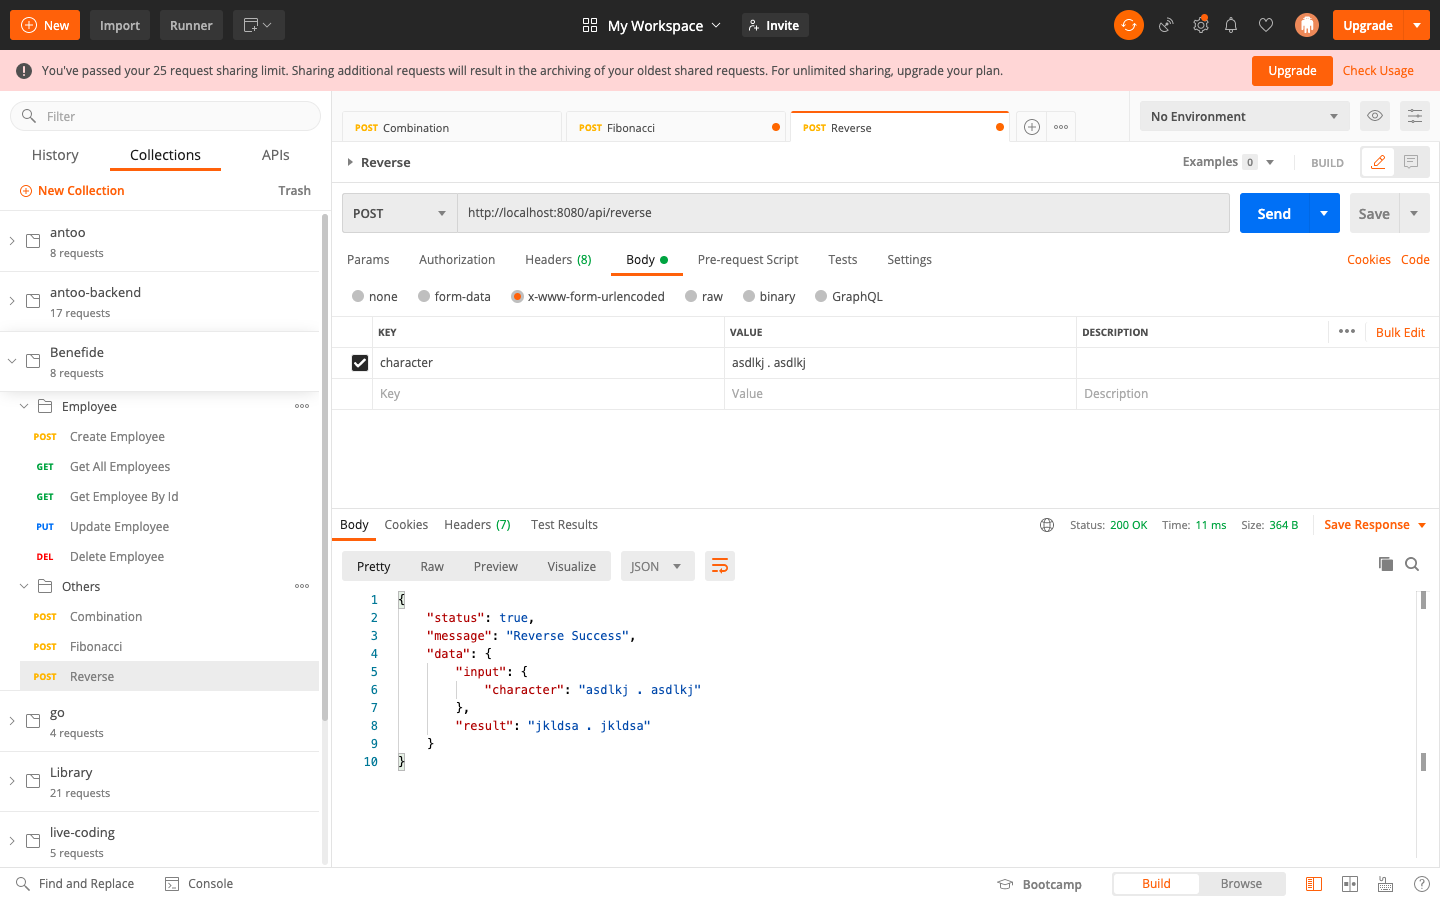 New
Import
Runner
My Workspace
Invite
Upgrade
You've passed your 25 request sharing limit. Sharing additional requests will result in the archiving of your oldest shared requests. For unlimited sharing, upgrade your plan.
Upgrade
Check Usage
Filter
History
Collections
APIs
New Collection
Trash
antoo
8 requests
antoo-backend
17 requests
Benefide
8 requests
Employee
POST Create Employee
GET Get All Employees
GET Get Employee By Id
PUT Update Employee
DEL Delete Employee
Others
POST Combination
POST Fibonacci
POST Reverse
go
4 requests
Library
21 requests
live-coding
5 requests
POST Combination
POST Fibonacci
POST Reverse
No Environment
Reverse
Examples 0
BUILD
POST
http://localhost:8080/api/reverse
Send
Save
Params
Authorization
Headers (8)
Body
Pre-request Script
Tests
Settings
Cookies
Code
none
form-data
x-www-form-urlencoded
raw
binary
GraphQL
KEY
VALUE
DESCRIPTION
Bulk Edit
character
asdlkj . asdlkj
Key
Value
Description
Body
Cookies
Headers (7)
Test Results
Status: 200 OK
Time: 11 ms
Size: 364 B
Save Response
Pretty
Raw
Preview
Visualize
JSON
1 {
2 "status": true,
3 "message": "Reverse Success",
4 "data": {
5 "input": {
6 "character": "asdlkj . asdlkj"
7 },
8 "result": "jkldsa . jkldsa"
9 }
10 }
Find and Replace
Console
Bootcamp
Build
Browse